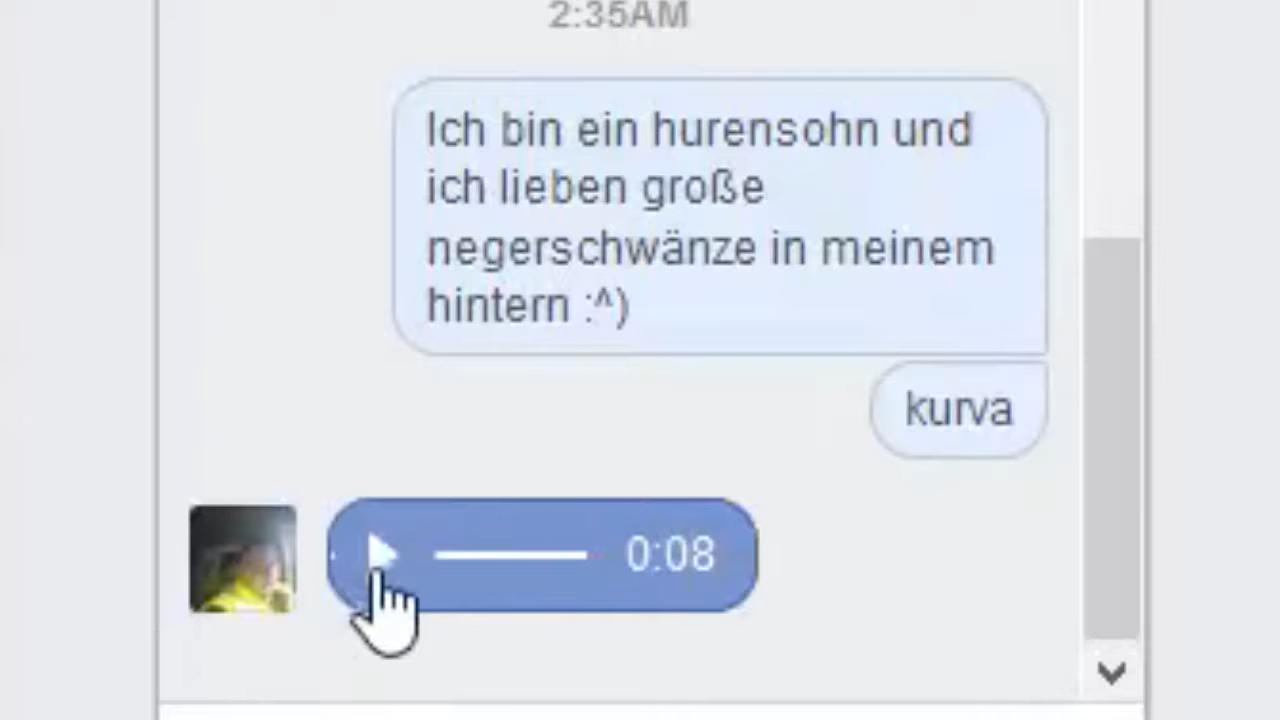 2:35AM
Ich bin ein hurensohn und
ich lieben große
negerschwänze in meinem
hintern :^)
kurva
0:08